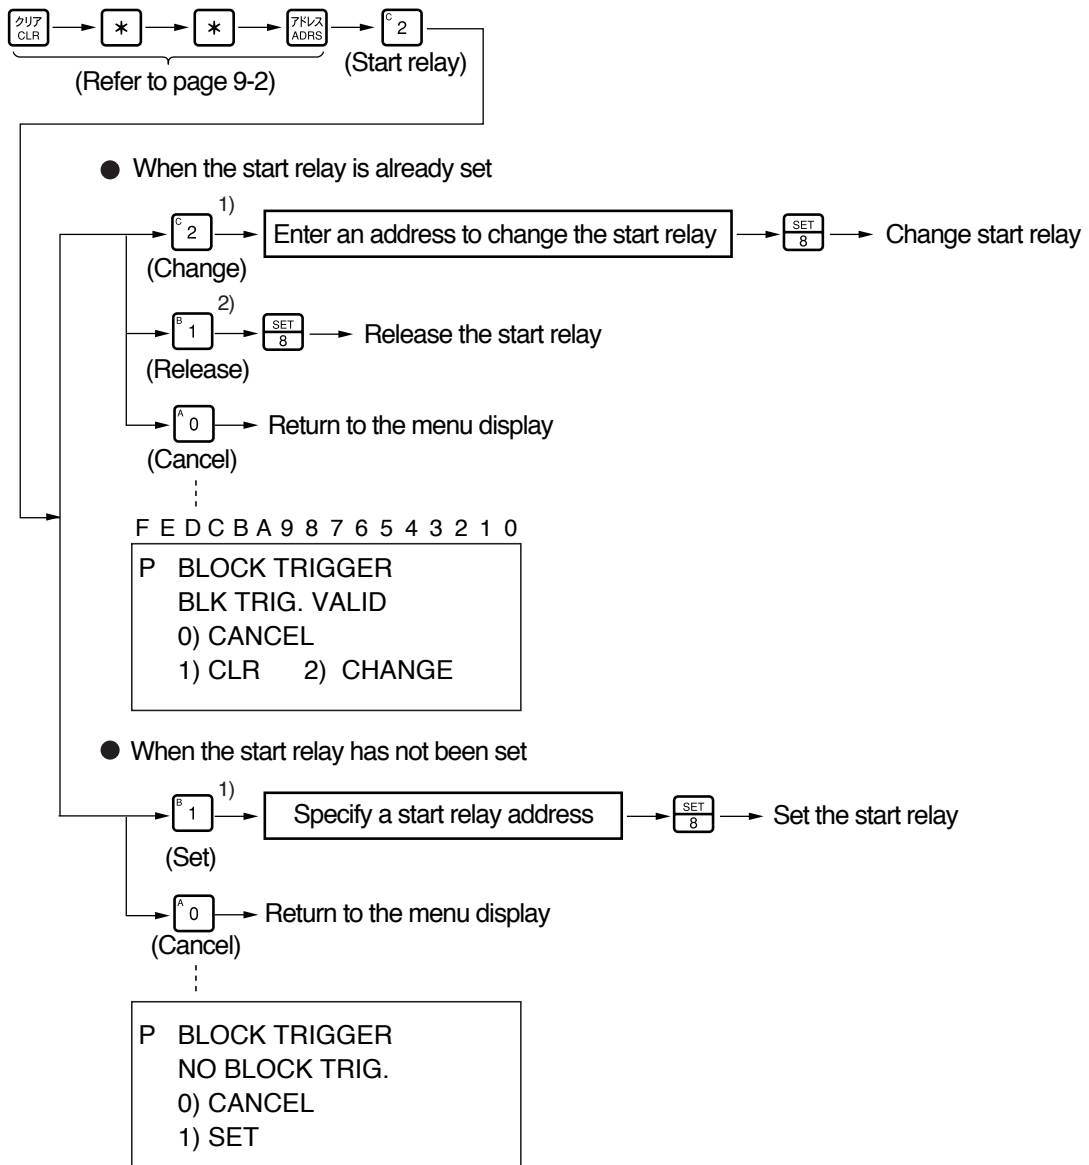 クリア CLR * * アドレス ADRS C 2
(Refer to page 9-2) (Start relay)
● When the start relay is already set
C 2 1) Enter an address to change the start relay SET 8 Change start relay
(Change)
B 1 2) SET 8 Release the start relay
(Release)
A 0 Return to the menu display
(Cancel)
F E D C B A 9 8 7 6 5 4 3 2 1 0
P BLOCK TRIGGER
BLK TRIG. VALID
0) CANCEL
1) CLR 2) CHANGE
● When the start relay has not been set
B 1 1) Specify a start relay address SET 8 Set the start relay
(Set)
A 0 Return to the menu display
(Cancel)
P BLOCK TRIGGER
NO BLOCK TRIG.
0) CANCEL
1) SET